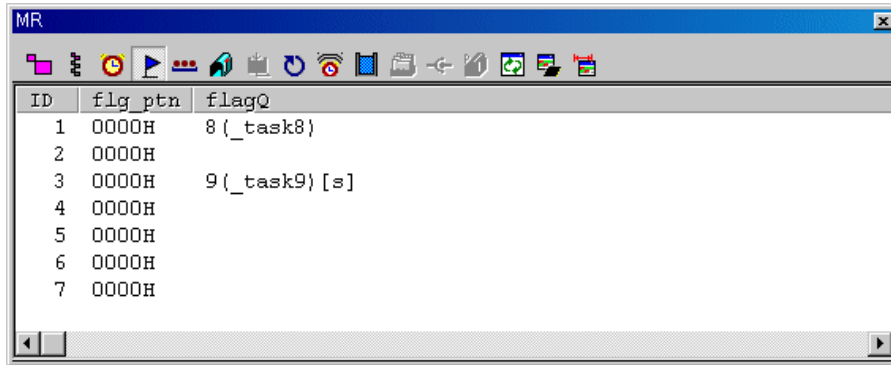 MR
ID flg_ptn flagQ
1 0000H 8(_task8)
2 0000H
3 0000H 9(_task9)[s]
4 0000H
5 0000H
6 0000H
7 0000H